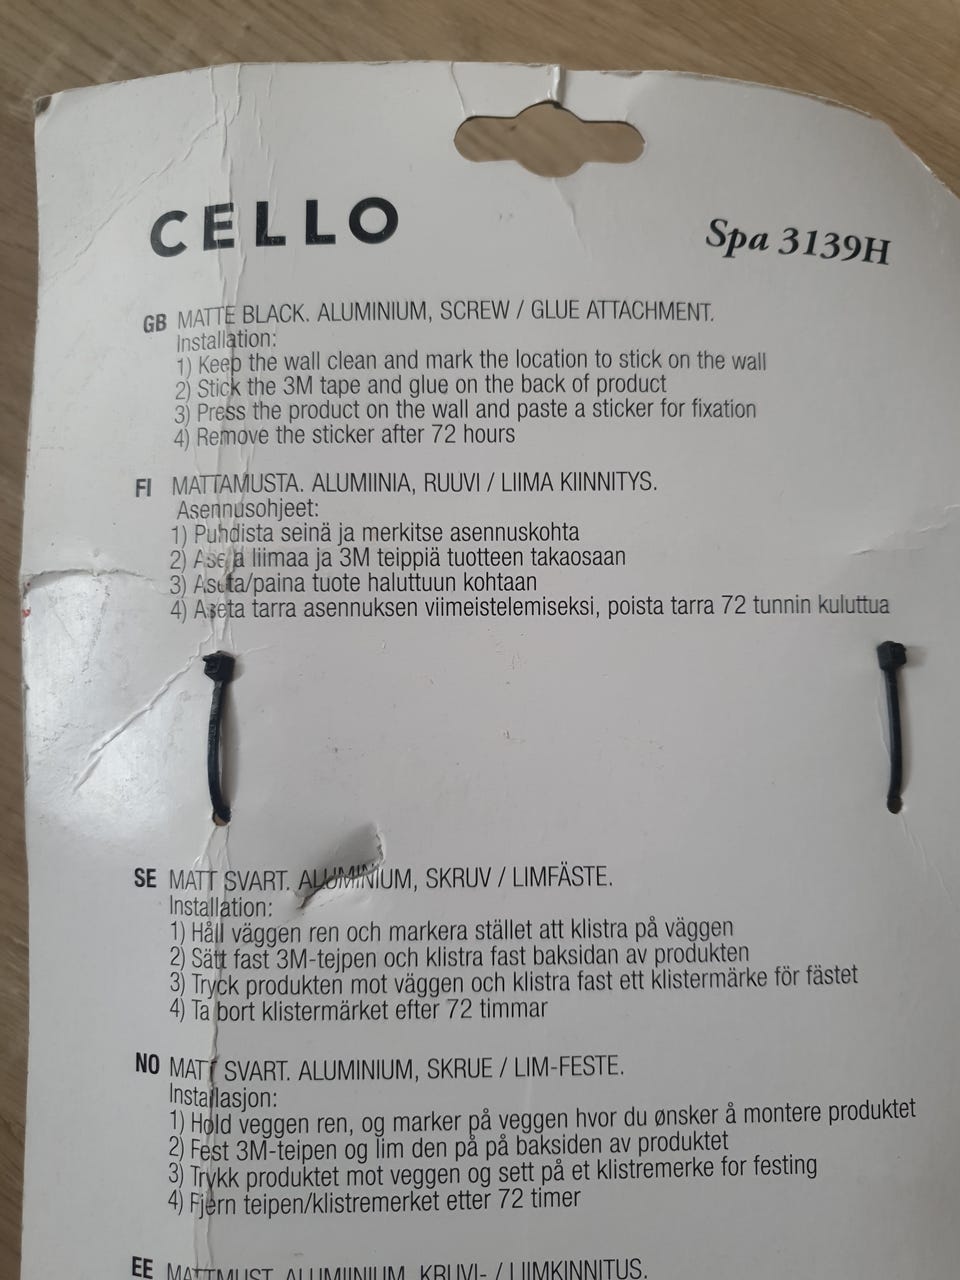 CELLO
Spa 3139H
GB MATTE BLACK. ALUMINIUM, SCREW / GLUE ATTACHMENT.
Installation:
1) Keep the wall clean and mark the location to stick on the wall
2) Stick the 3M tape and glue on the back of product
3) Press the product on the wall and paste a sticker for fixation
4) Remove the sticker after 72 hours
FI MATTAMUSTA. ALUMIINIA, RUUVI / LIIMA KIINNITYS.
Asennusohjeet:
1) Puhdista seinä ja merkitse asennuskohta
2) Aseta liimaa ja 3M teippiä tuotteen takaosaan
3) Aseta/paina tuote haluttuun kohtaan
4) Aseta tarra asennuksen viimeistelemiseksi, poista tarra 72 tunnin kuluttua
SE MATT SVART. ALUMINIUM, SKRUV / LIMFÄSTE.
Installation:
1) Håll väggen ren och markera stället att klistra på väggen
2) Sätt fast 3M-tejpen och klistra fast baksidan av produkten
3) Tryck produkten mot väggen och klistra fast ett klistermärke för fästet
4) Ta bort klistermärket efter 72 timmar
NO MATT SVART. ALUMINIUM, SKRUE / LIM-FESTE.
Installasjon:
1) Hold veggen ren, og marker på veggen hvor du ønsker å montere produktet
2) Fest 3M-teipen og lim den på på baksiden av produktet
3) Trykk produktet mot veggen og sett på et klistremerke for festing
4) Fjern teipen/klistremerket etter 72 timer
EE MATTMUST. ALUMIINIUM, KRUVI- / LIIMKINNITUS.